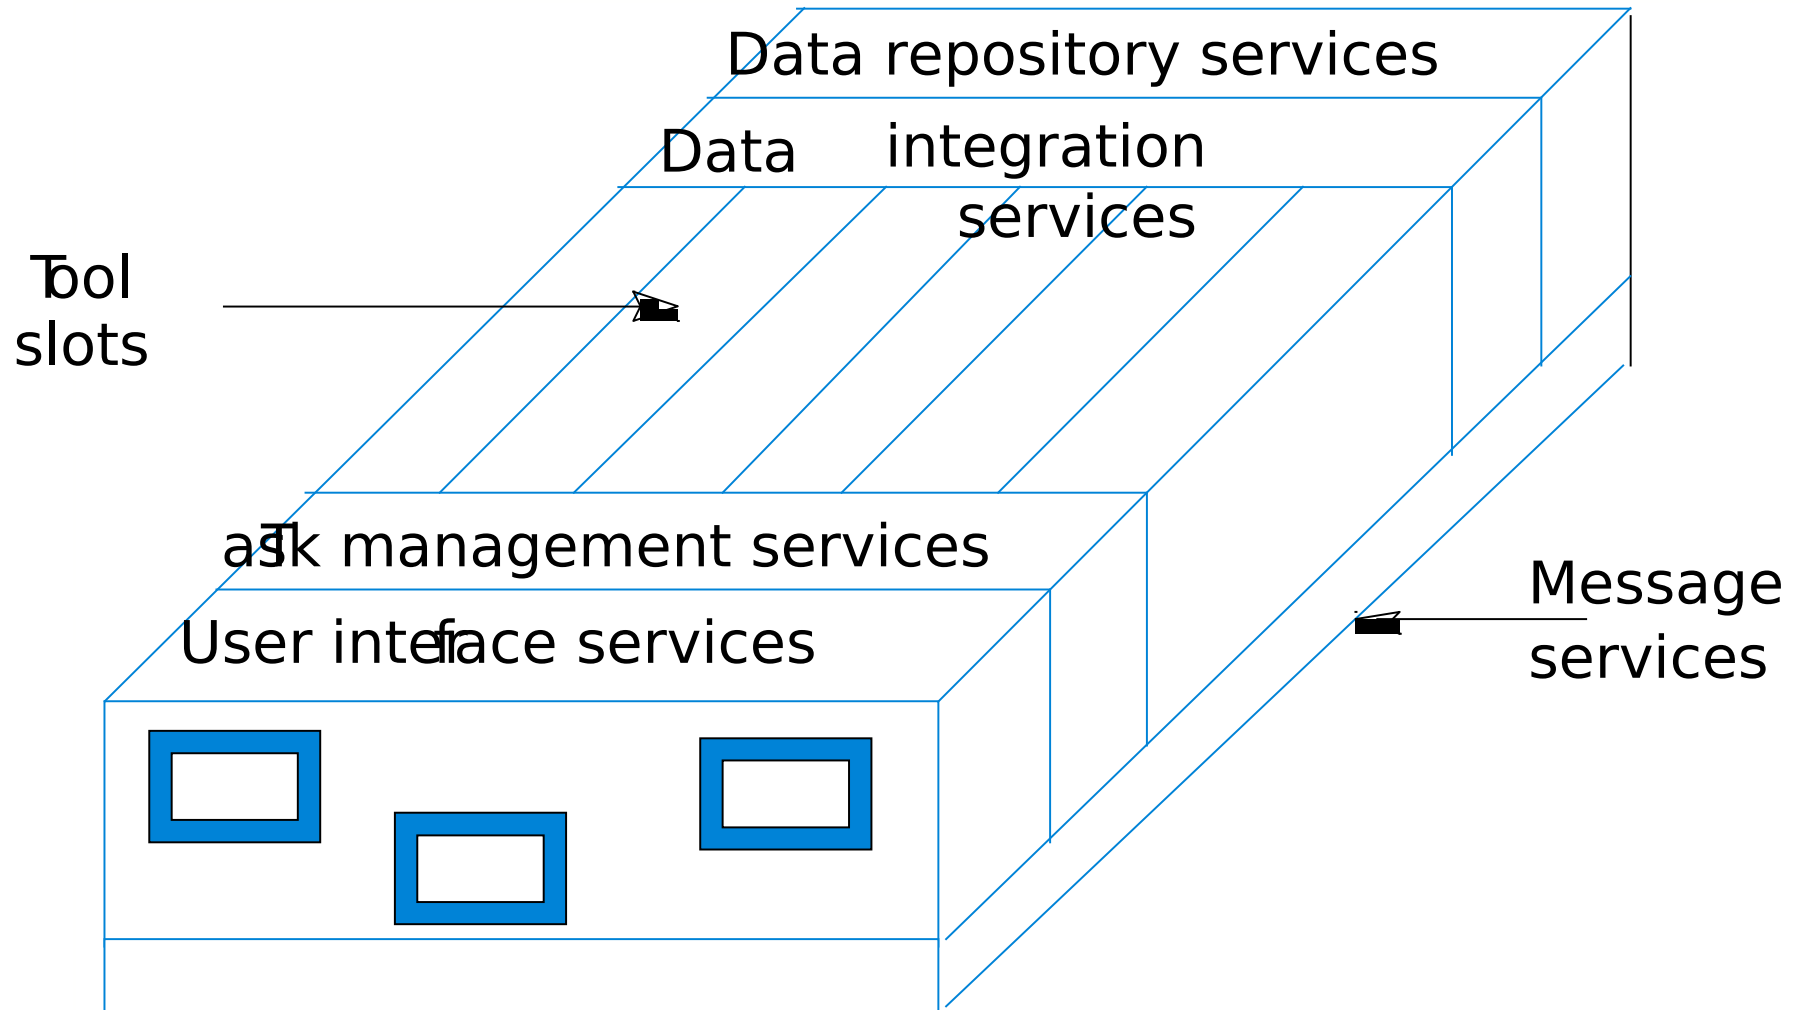 Data repository services
Data integration
services
Tool
slots
Task management services
Message
services
User interface services